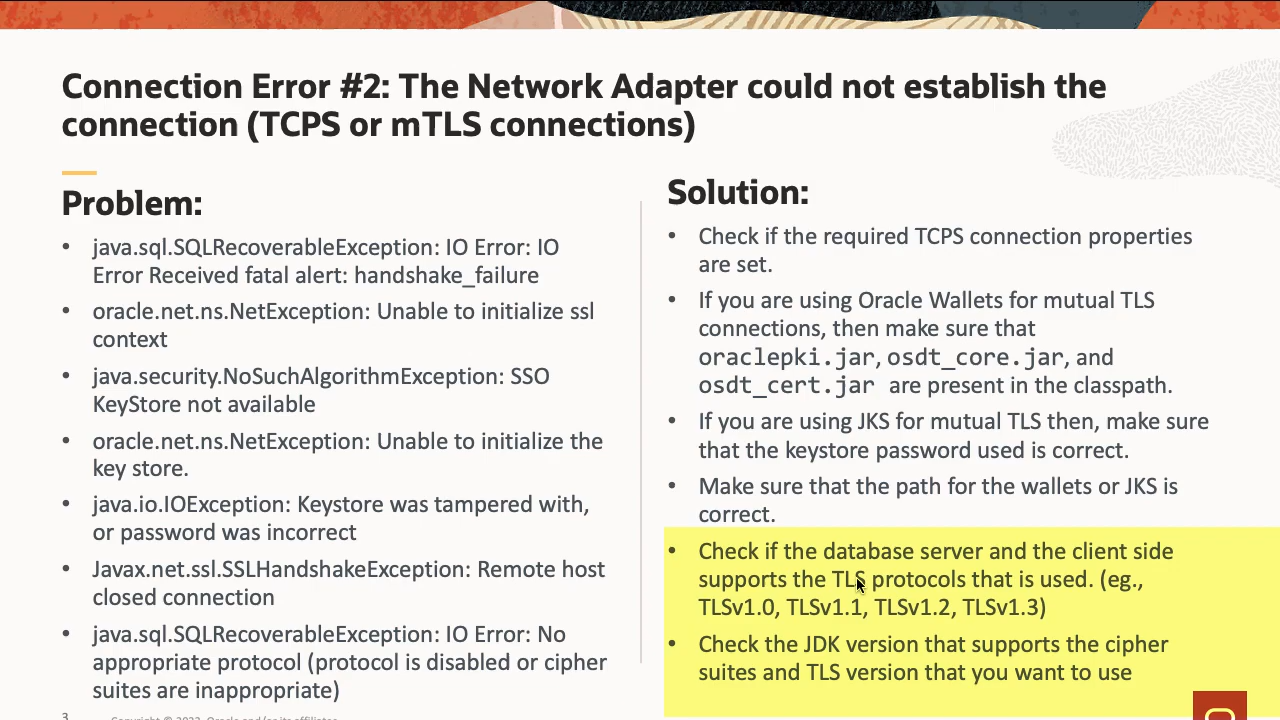 Connection Error #2: The Network Adapter could not establish the
connection (TCPS or mTLS connections)
Problem:
• java.sql.SQLRecoverableException: IO Error: IO
Error Received fatal alert: handshake_failure
• oracle.net.ns.NetException: Unable to initialize ssl
context
• java.security.NoSuchAlgorithmException: SSO
KeyStore not available
• oracle.net.ns.NetException: Unable to initialize the
key store.
• java.io.IOException: Keystore was tampered with,
or password was incorrect
• Javax.net.ssl.SSLHandshakeException: Remote host
closed connection
• java.sql.SQLRecoverableException: IO Error: No
appropriate protocol (protocol is disabled or cipher
suites are inappropriate)
Solution:
• Check if the required TCPS connection properties
are set.
• If you are using Oracle Wallets for mutual TLS
connections, then make sure that
oraclepki.jar, osdt_core.jar, and
osdt_cert.jar are present in the classpath.
• If you are using JKS for mutual TLS then, make sure
that the keystore password used is correct.
• Make sure that the path for the wallets or JKS is
correct.
• Check if the database server and the client side
supports the TLS protocols that is used. (eg.,
TLSv1.0, TLSv1.1, TLSv1.2, TLSv1.3)
• Check the JDK version that supports the cipher
suites and TLS version that you want to use
3 Copyright © 2022, Oracle and/or its affiliates